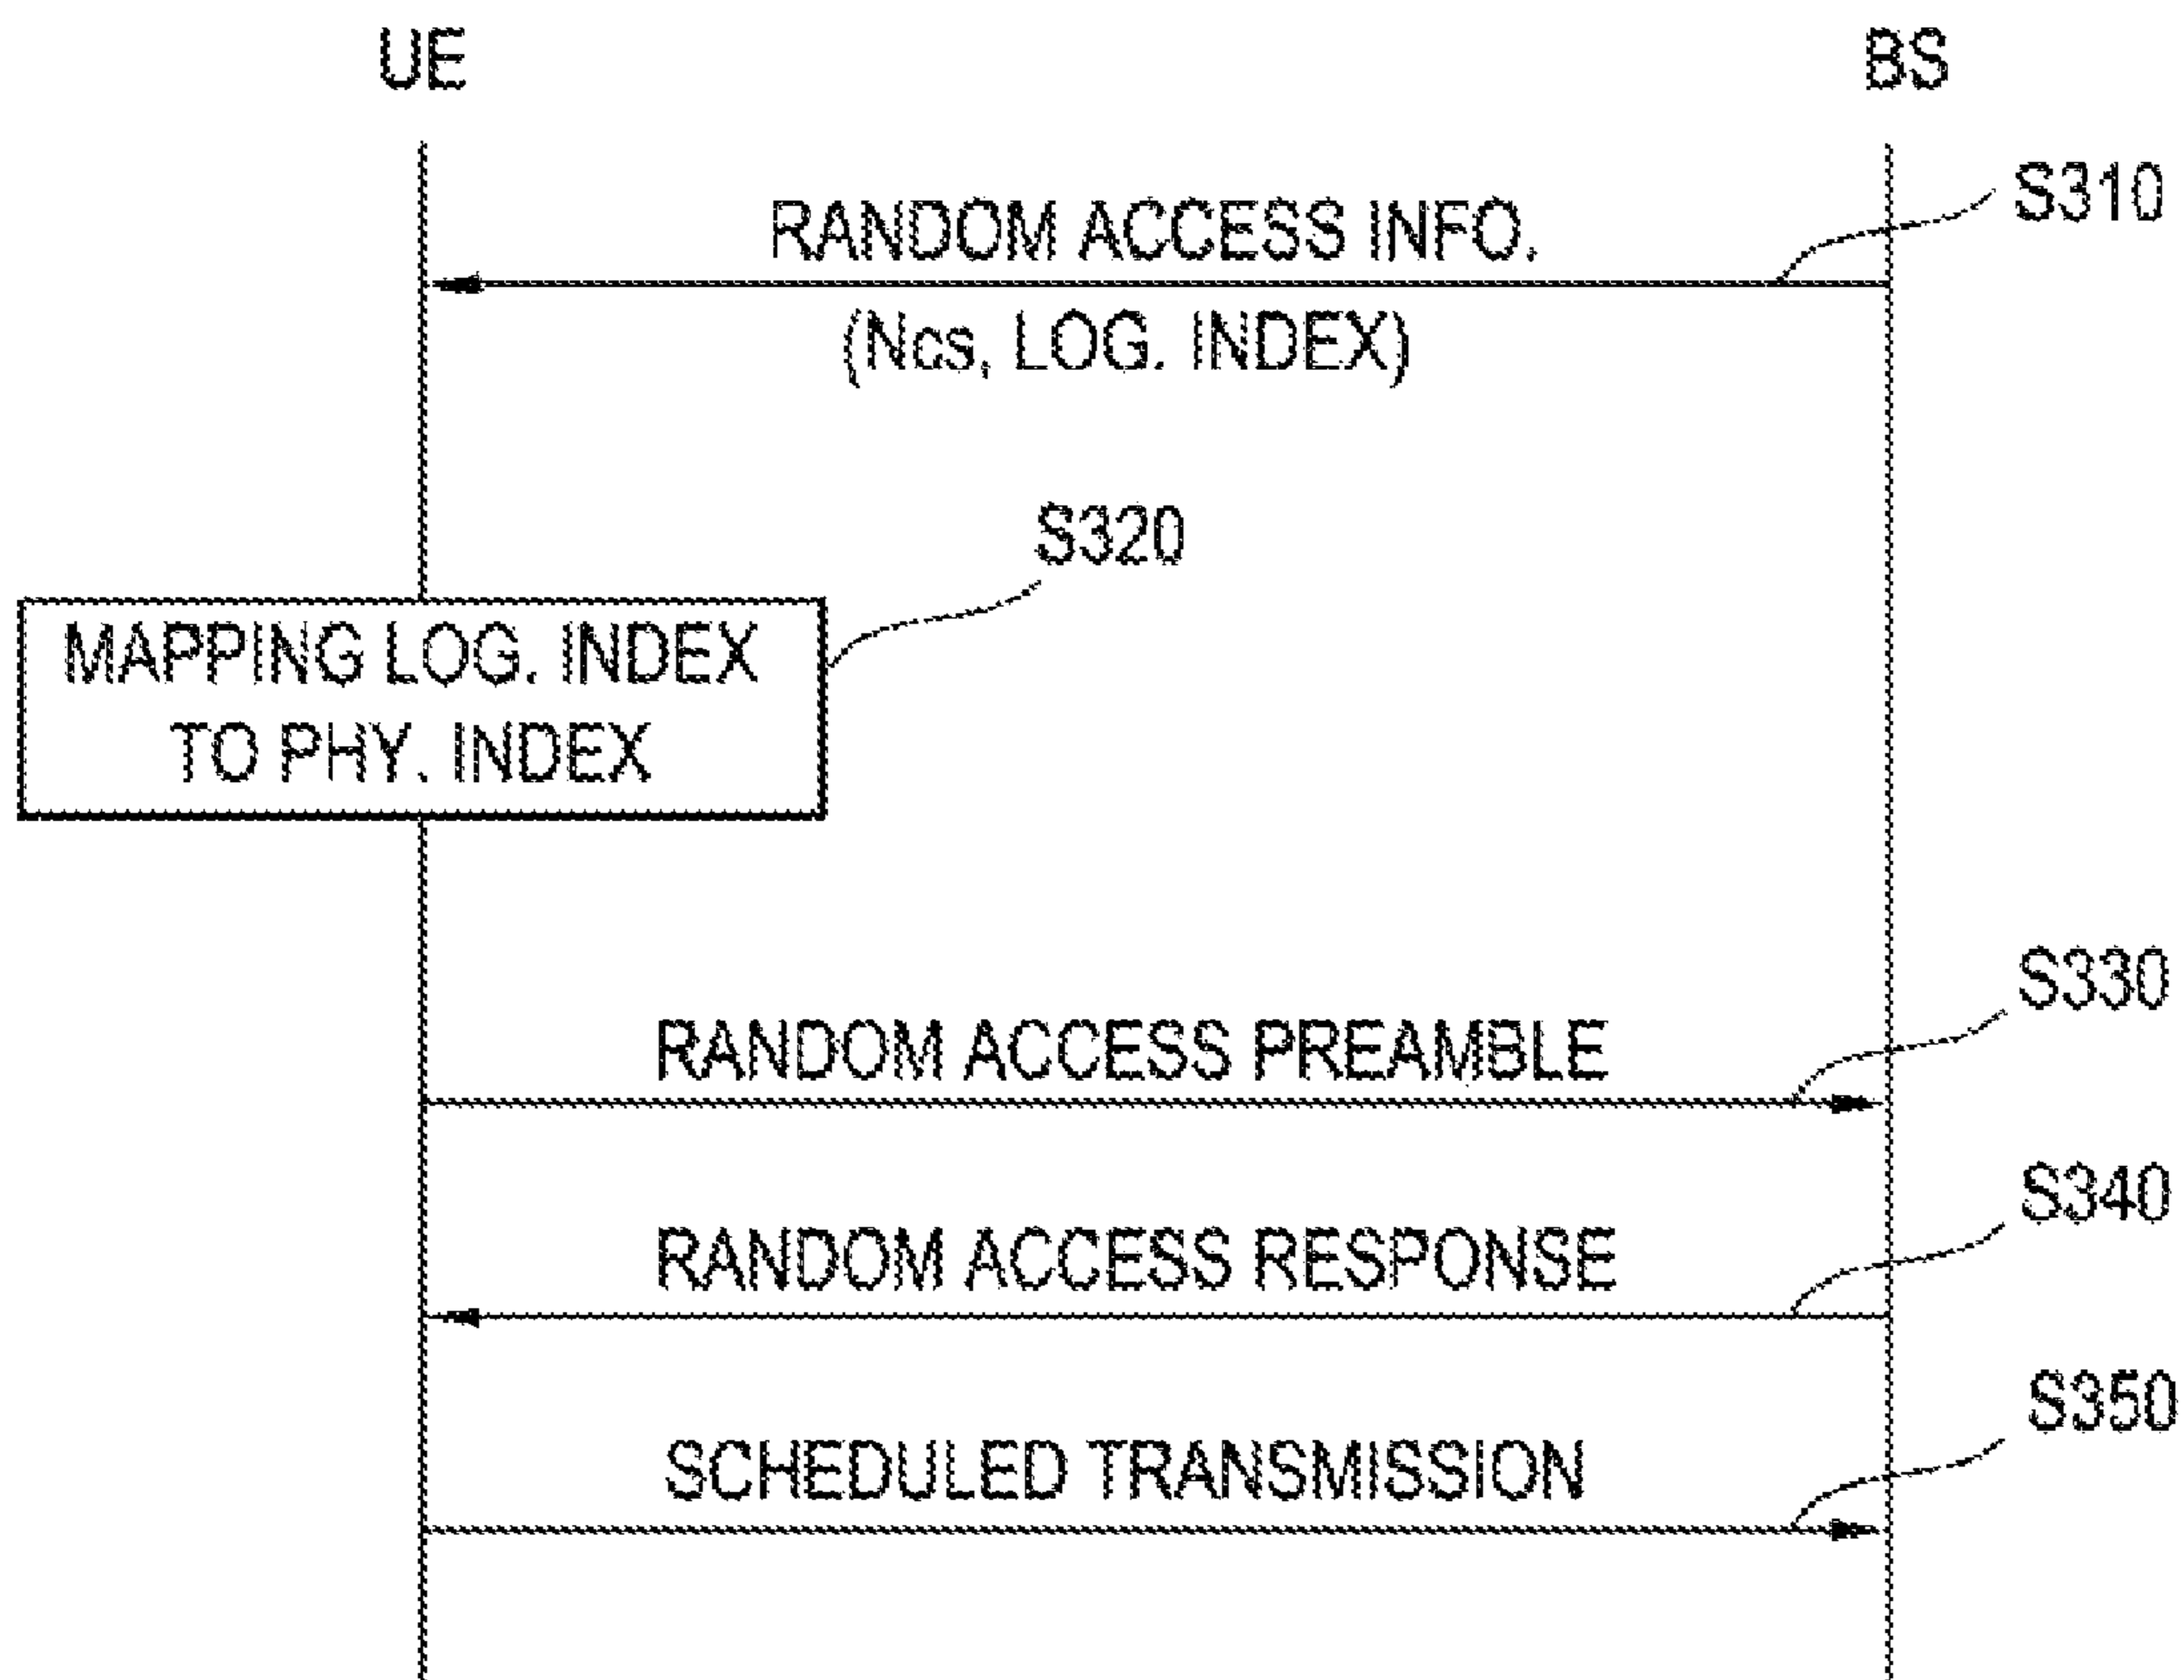 UE
BS
S310
RANDOM ACCESS INFO.
(Ncs, LOG. INDEX)
S320
MAPPING LOG. INDEX
TO PHY. INDEX
S330
RANDOM ACCESS PREAMBLE
S340
RANDOM ACCESS RESPONSE
S350
SCHEDULED TRANSMISSION